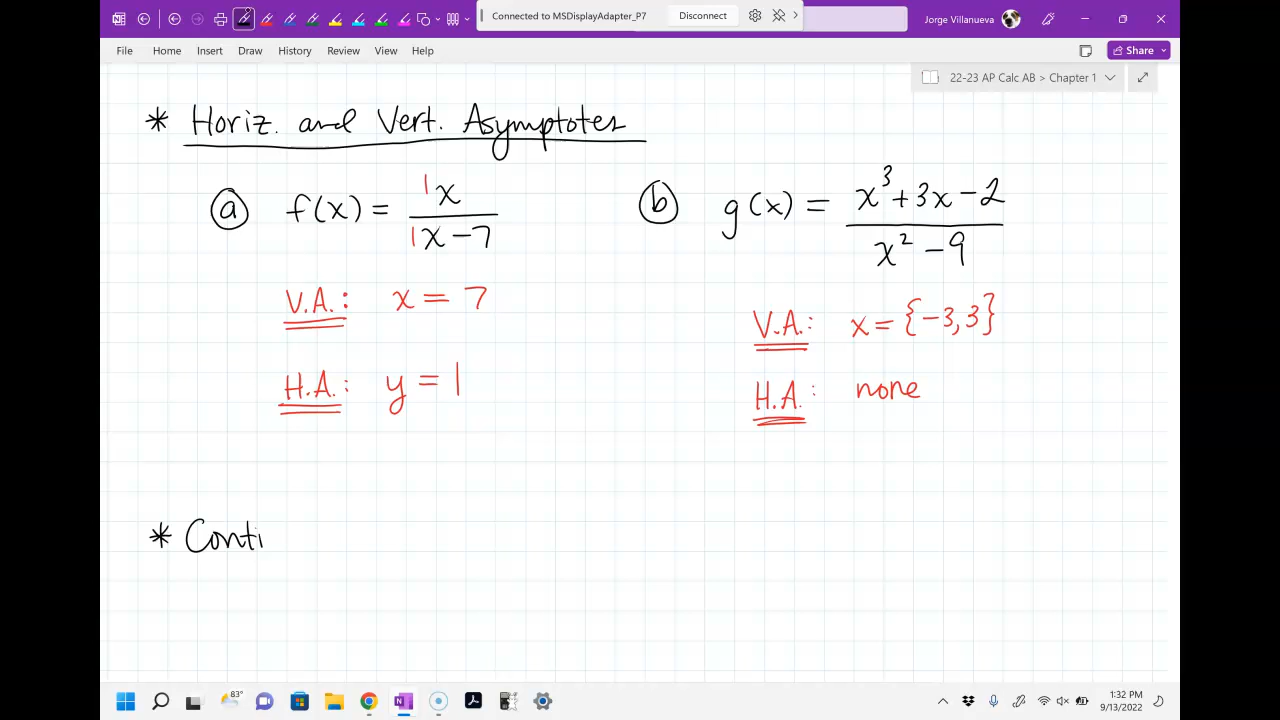 Connected to MSDisplayAdapter_P7 Disconnect
Jorge Villanueva
File Home Insert Draw History Review View Help
Share
22-23 AP Calc AB > Chapter 1
* Horiz. and Vert. Asymptotes
(a) f(x) = 1x / 1x - 7
(b) g(x) = x³ + 3x - 2 / x² - 9
V.A.: x = 7
V.A.: x = {-3, 3}
H.A.: y = 1
H.A.: none
* Conti
83°
1:32 PM
9/13/2022